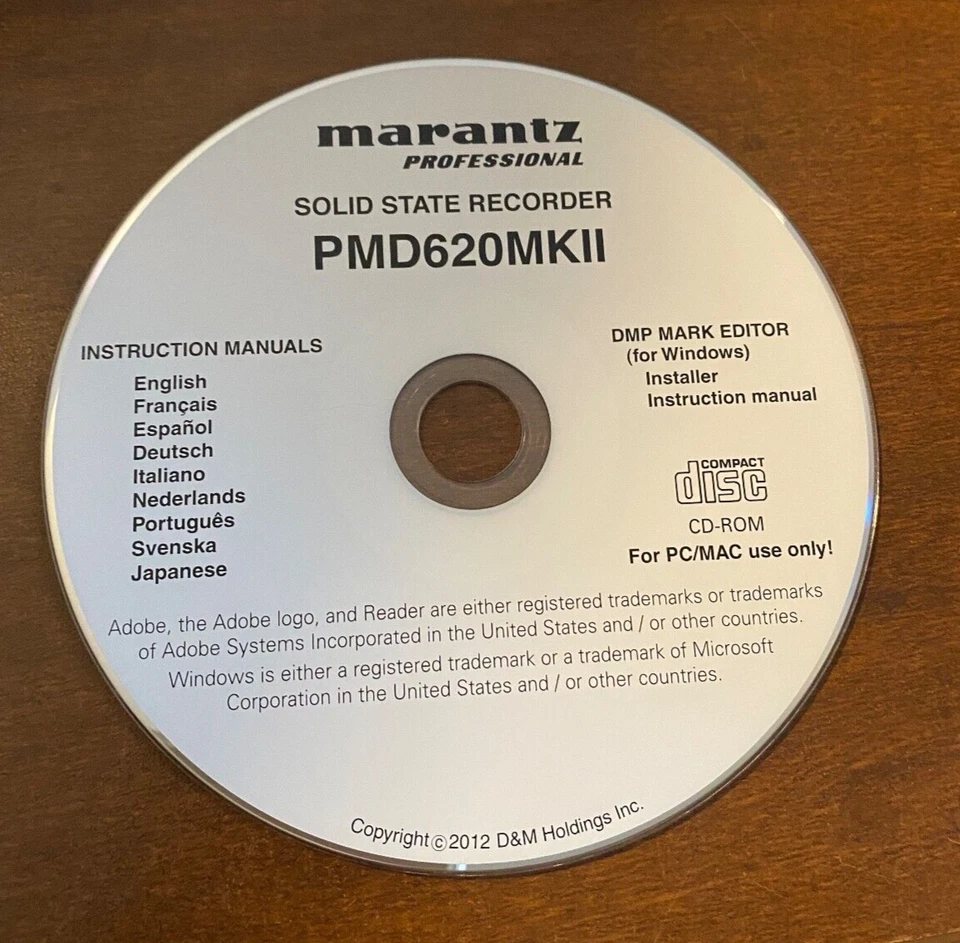 marantz
PROFESSIONAL
SOLID STATE RECORDER
PMD620MKII
INSTRUCTION MANUALS
English
Français
Español
Deutsch
Italiano
Nederlands
Português
Svenska
Japanese
DMP MARK EDITOR
(for Windows)
Installer
Instruction manual
COMPACT
disc
CD-ROM
For PC/MAC use only!
Adobe, the Adobe logo, and Reader are either registered trademarks or trademarks
of Adobe Systems Incorporated in the United States and / or other countries.
Windows is either a registered trademark or a trademark of Microsoft
Corporation in the United States and / or other countries.
Copyright©2012 D&M Holdings Inc.